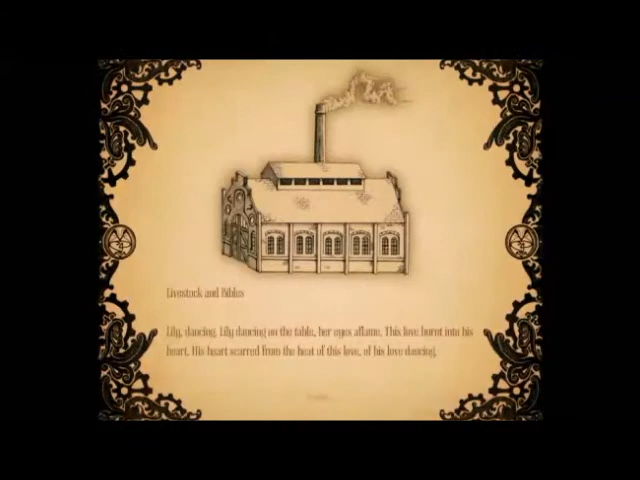 Livestock and Bibles
Lily, dancing. Lily dancing on the table, her eyes aflame. This love burnt into his
heart. His heart scarred from the heat of this love, of his love dancing.